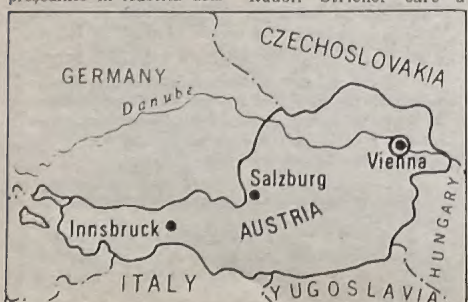 CZECHOSLOVAKIA
GERMANY
Danube
Vienna
Salzburg
Innsbruck
AUSTRIA
HUNGARY
ITALY
YUGOSLAVIA